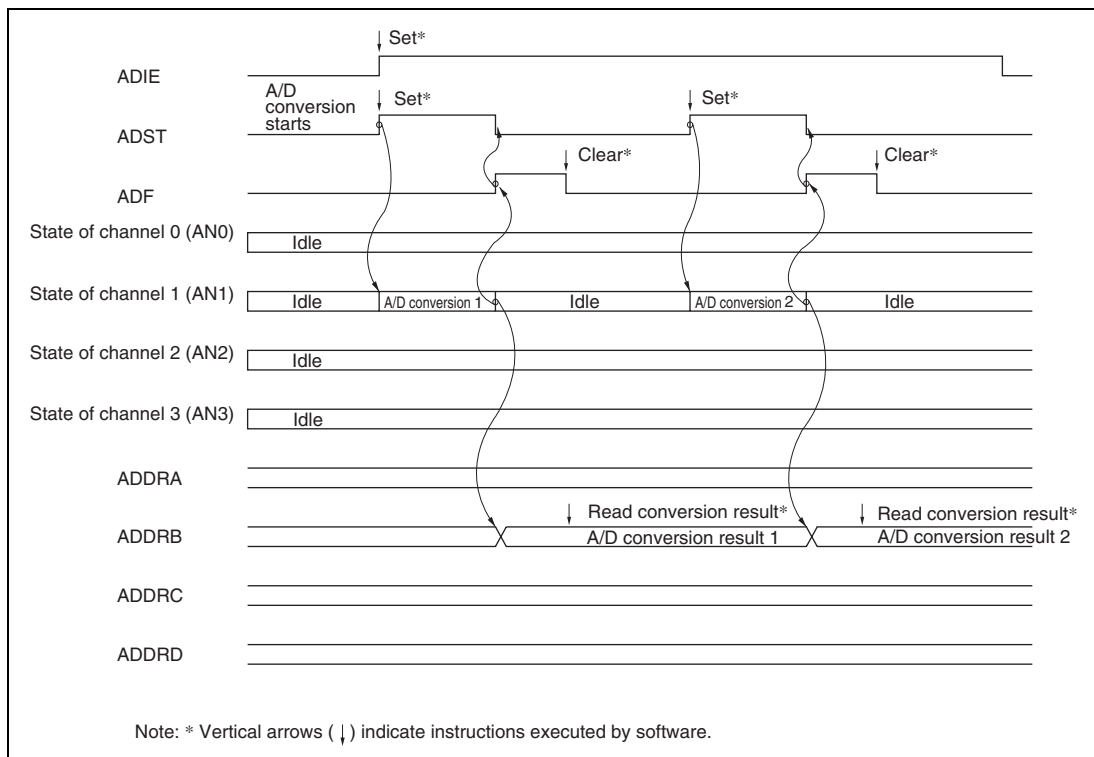 Set*
ADIE
A/D
conversion
starts
Set*
Set*
ADST
Clear*
Clear*
ADF
State of channel 0 (AN0)
Idle
State of channel 1 (AN1)
Idle
A/D conversion 1
Idle
A/D conversion 2
Idle
State of channel 2 (AN2)
Idle
State of channel 3 (AN3)
Idle
ADDRA
Read conversion result*
Read conversion result*
ADDRB
A/D conversion result 1
A/D conversion result 2
ADDRC
ADDRD
Note: * Vertical arrows (↓) indicate instructions executed by software.